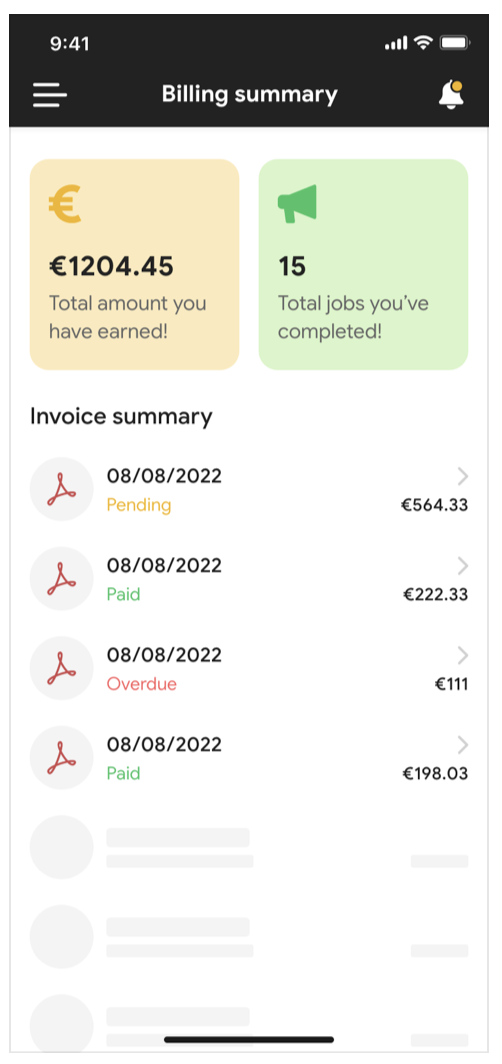 9:41
Billing summary
€1204.45
Total amount you
have earned!
15
Total jobs you’ve
completed!
Invoice summary
08/08/2022
Pending
€564.33
08/08/2022
Paid
€222.33
08/08/2022
Overdue
€111
08/08/2022
Paid
€198.03